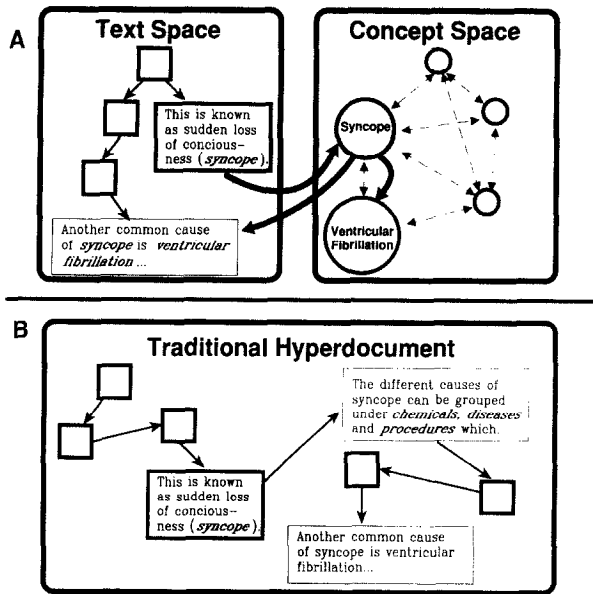 A
Text Space
This is known
as sudden loss
of concious-
ness (syncope).
Another common cause
of syncope is ventricular
fibrillation...
Concept Space
Syncope
Ventricular
Fibrillation
B
Traditional Hyperdocument
This is known
as sudden loss
of concious-
ness (syncope).
The different causes of
syncope can be grouped
under chemicals, diseases
and procedures which.
Another common cause
of syncope is ventricular
fibrillation...